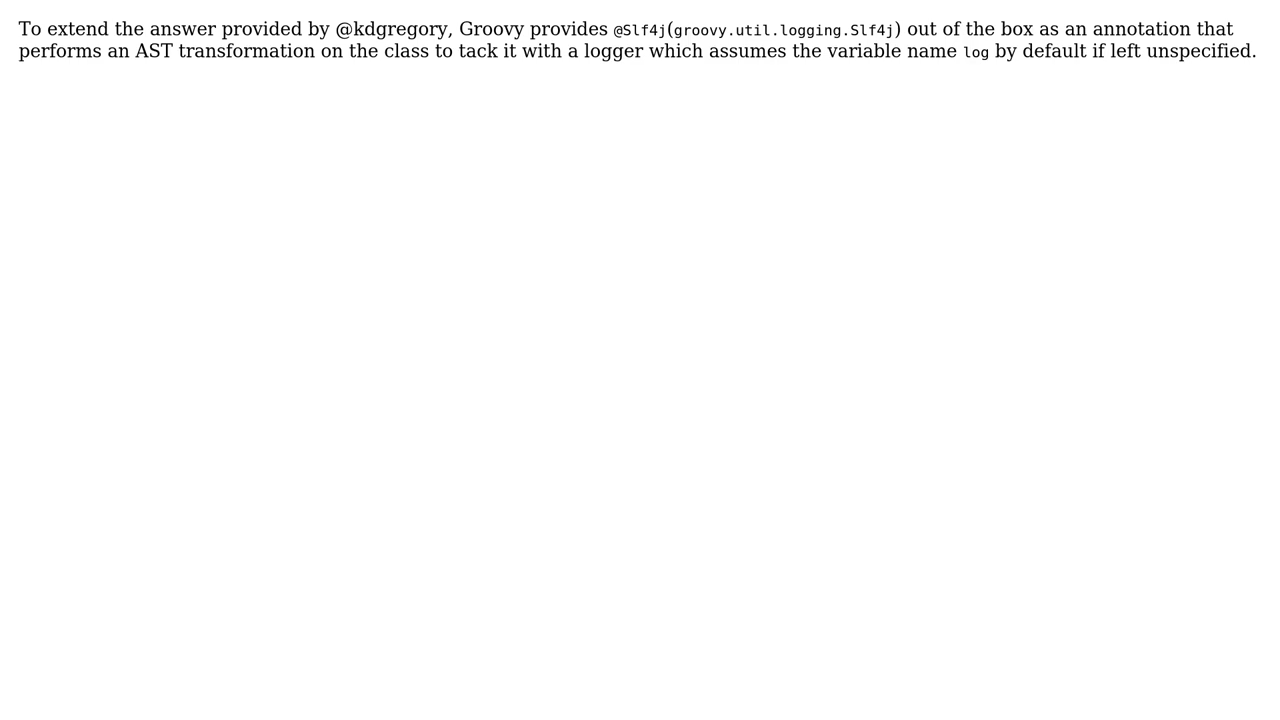 To extend the answer provided by @kdgregory, Groovy provides @Slf4j(groovy.util.logging.Slf4j) out of the box as an annotation that
performs an AST transformation on the class to tack it with a logger which assumes the variable name log by default if left unspecified.